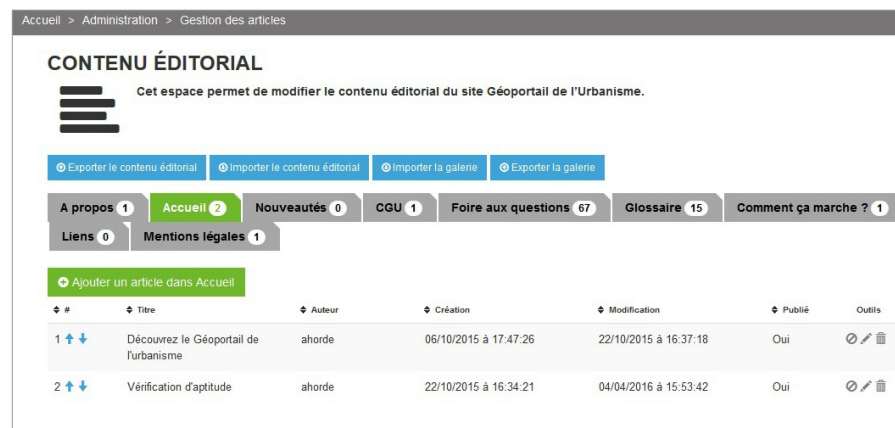 Accueil > Administration > Gestion des articles
CONTENU ÉDITORIAL
Cet espace permet de modifier le contenu éditorial du site Géoportail de l'Urbanisme.
Exporter le contenu éditorial Importer le contenu éditorial Importer la galerie Exporter la galerie
A propos 1 Accueil 2 Nouveautés 0 CGU 1 Foire aux questions 67 Glossaire 15 Comment ça marche ? 1
Liens 0 Mentions légales 1
Ajouter un article dans Accueil
# Titre Auteur Création Modification Publié Outils
1 Découvrez le Géoportail de ahorde 06/10/2015 à 17:47:26 22/10/2015 à 16:37:18 Oui
l'urbanisme
2 Vérification d'aptitude ahorde 22/10/2015 à 16:34:21 04/04/2016 à 15:53:42 Oui